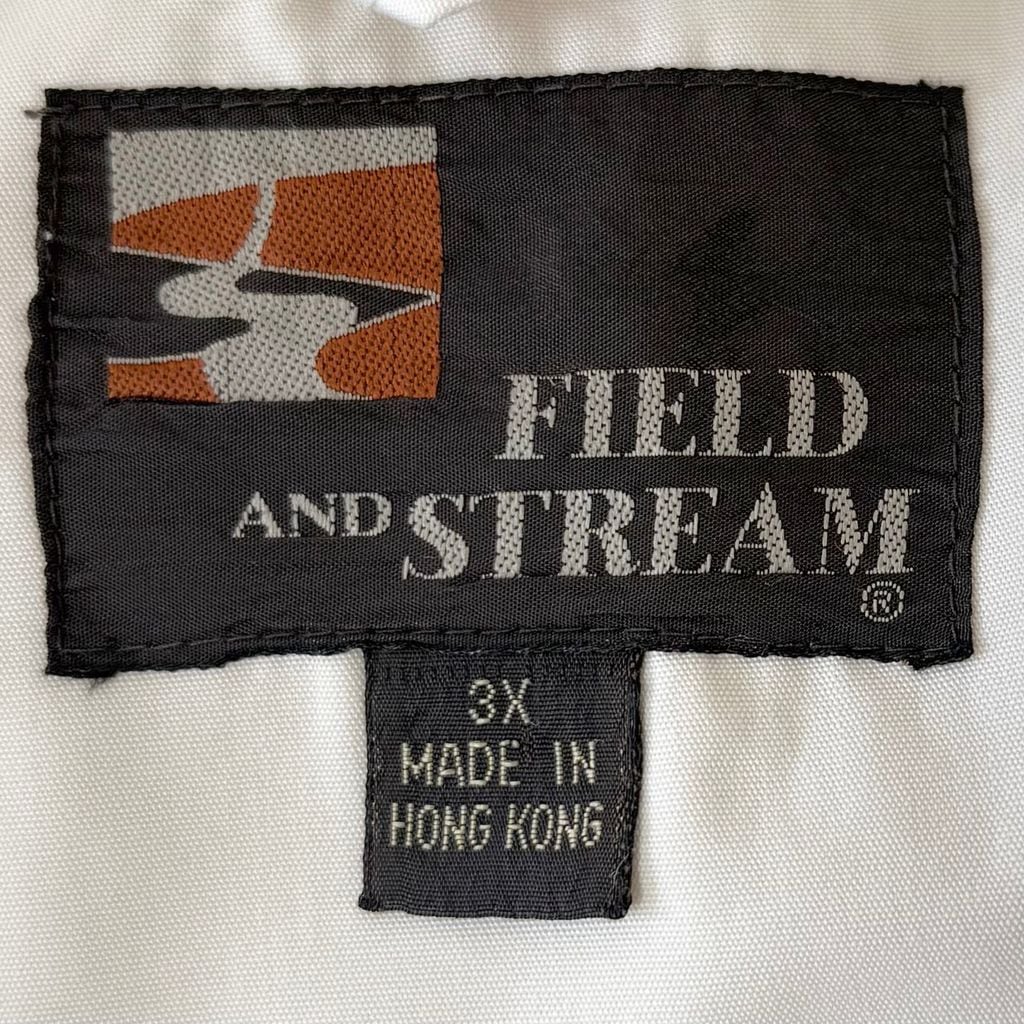 FIELD
AND STREAM
®
3X
MADE IN
HONG KONG